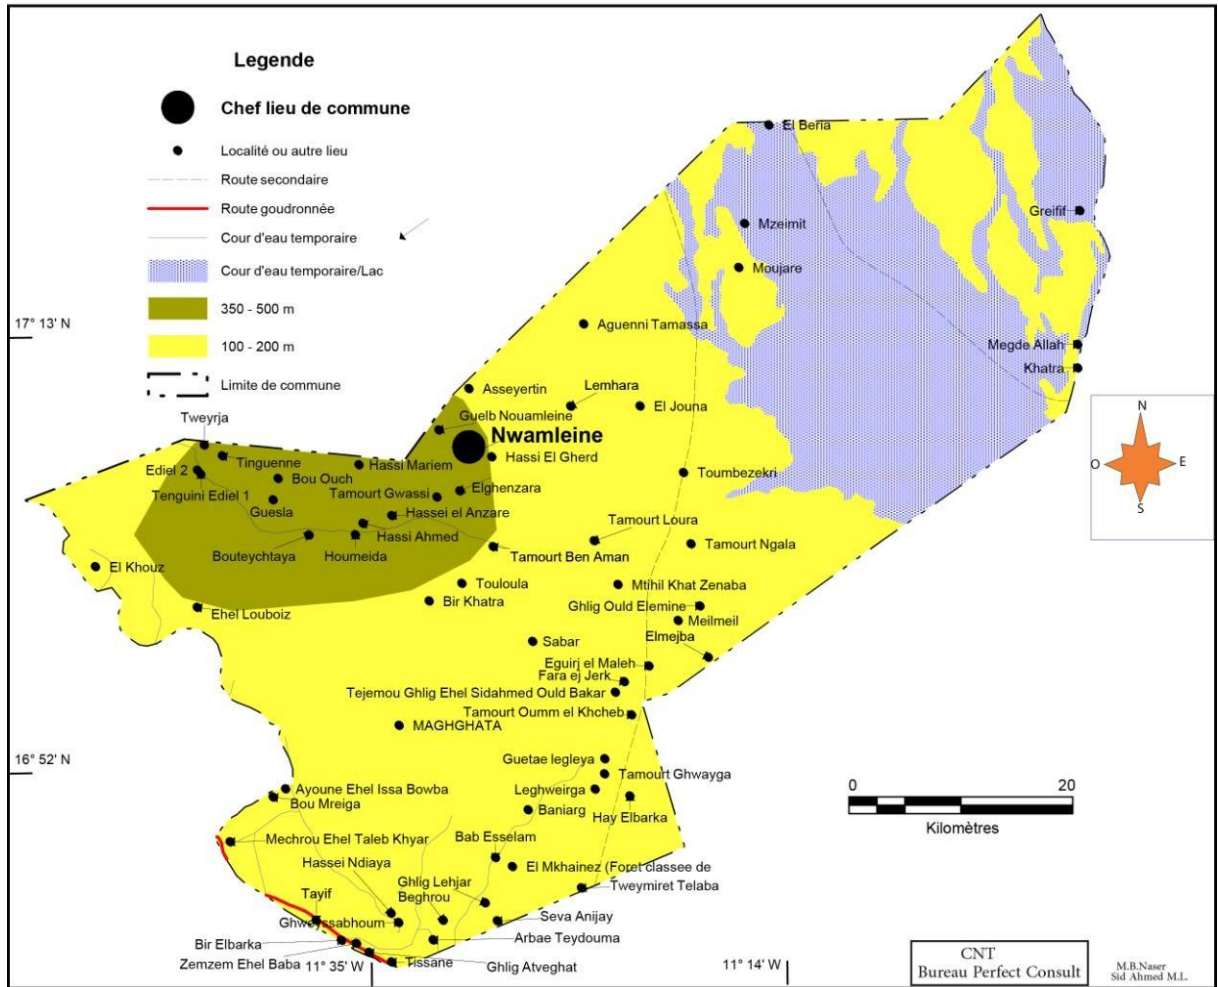 Legende
Chef lieu de commune
Localité ou autre lieu
Route secondaire
Route goudronnée
Cour d'eau temporaire
Cour d'eau temporaire/Lac
350 - 500 m
100 - 200 m
Limite de commune
El Beria
Greifif
Mzeimit
Moujare
17° 13' N
Aguenni Tamassa
Megde Allah
Khatra
Asseyertin
Lemhara
El Jouna
Guelb Nouamleine
Tweyrja
Nwamleine
N
O
E
S
Tinguenne
Hassi Mariem
Hassi El Gherd
Ediel 2
Bou Ouch
Toumbezekri
Tenguini Ediel 1
Tamourt Gwassi
Elghenzara
Guesla
Hassei el Anzare
Hassi Ahmed
Tamourt Loura
Bouteychtaya
Houmeida
Tamourt Ben Aman
Tamourt Ngala
El Khouz
Touloula
Mtihil Khat Zenaba
Bir Khatra
Ghlig Ould Elemine
Ehel Louboiz
Meilmeil
Elmejba
Sabar
Eguirj el Maleh
Fara ej Jerk
Tejemou Ghlig Ehel Sidahmed Ould Bakar
Tamourt Oumm el Khcheb
MAGHGHATA
16° 52' N
Guetae legleya
Tamourt Ghwayga
Ayoune Ehel Issa Bowba
Leghweirga
0
20
Bou Mreiga
Baniarg
Hay Elbarka
Kilomètres
Mechrou Ehel Taleb Khyar
Bab Esselam
Hassei Ndiaya
El Mkhainez (Foret classee de
Ghlig Lehjar
Tweymiret Telaba
Tayif
Beghrou
Ghweyssabhoum
Seva Anijay
Bir Elbarka
Arbae Teydouma
Zemzem Ehel Baba
11° 35' W
Tissane
Ghlig Atveghat
11° 14' W
CNT
Bureau Perfect Consult
M.B.Naser
Sid Ahmed M.L.